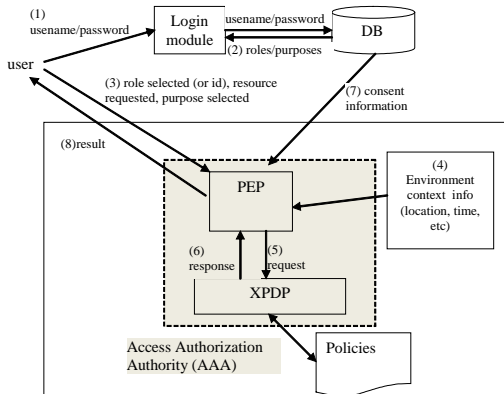 (1)
usename/password
Login
module
usename/password
(2) roles/purposes
DB
user
(3) role selected (or id), resource
requested, purpose selected
(7) consent
information
(8)result
PEP
(4)
Environment
context info
(location, time,
etc)
(6)
response
(5)
request
XPDP
Access Authorization
Authority (AAA)
Policies